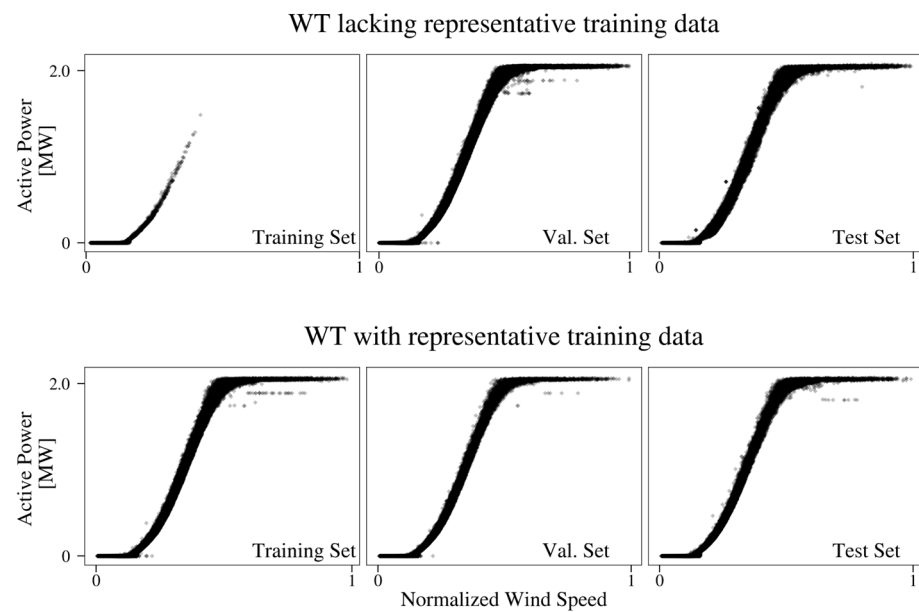 WT lacking representative training data
Active Power
[MW]
2.0
0
Training Set
Val. Set
Test Set
0
1
0
1
0
1
WT with representative training data
Active Power
[MW]
2.0
0
Training Set
Val. Set
Test Set
0
1
0
1
0
1
Normalized Wind Speed